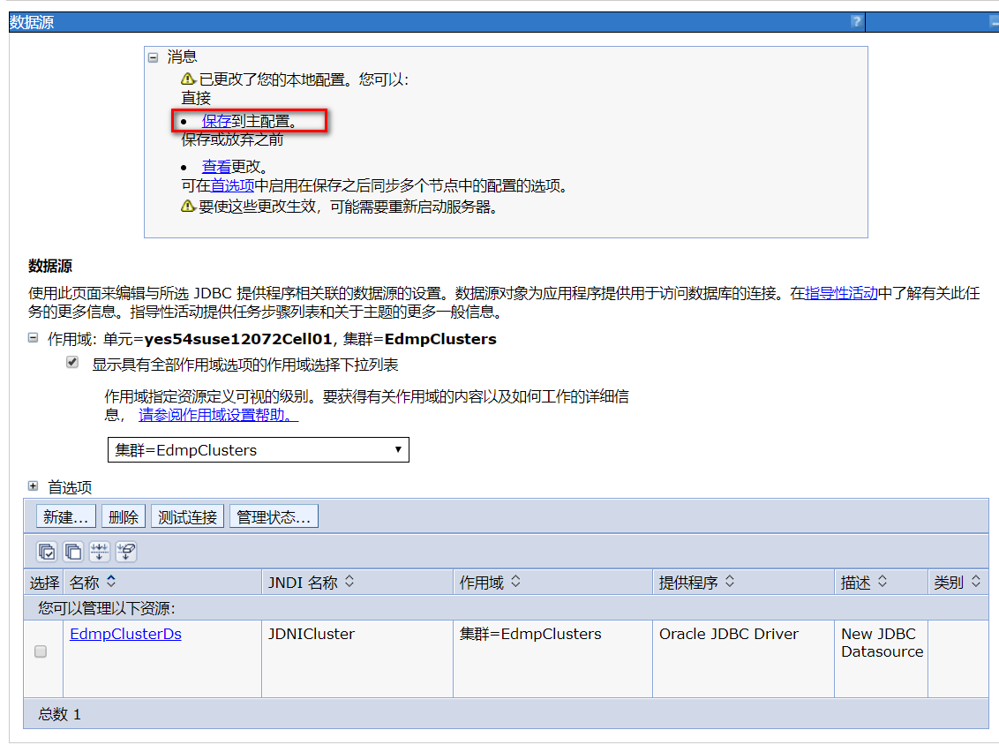 数据源
消息
已更改了您的本地配置。您可以：
直接
• 保存到主配置。
保存或放弃之前
• 查看更改。
可在首选项中启用在保存之后同步多个节点中的配置的选项。
要使这些更改生效，可能需要重新启动服务器。
数据源
使用此页面来编辑与所选 JDBC 提供程序相关联的数据源的设置。数据源对象为应用程序提供用于访问数据库的连接。在指导性活动中了解有关此任
务的更多信息。指导性活动提供任务步骤列表和关于主题的更多一般信息。
作用域: 单元=yes54suse12072Cell01, 集群=EdmpClusters
显示具有全部作用域选项的作用域选择下拉列表
作用域指定资源定义可视的级别。要获得有关作用域的内容以及如何工作的详细信
息， 请参阅作用域设置帮助。
集群=EdmpClusters
首选项
新建... 删除 测试连接 管理状态...
选择 名称 JNDI 名称 作用域 提供程序 描述 类别
您可以管理以下资源:
EdmpClusterDs JDNICluster 集群=EdmpClusters Oracle JDBC Driver New JDBC
Datasource
总数 1